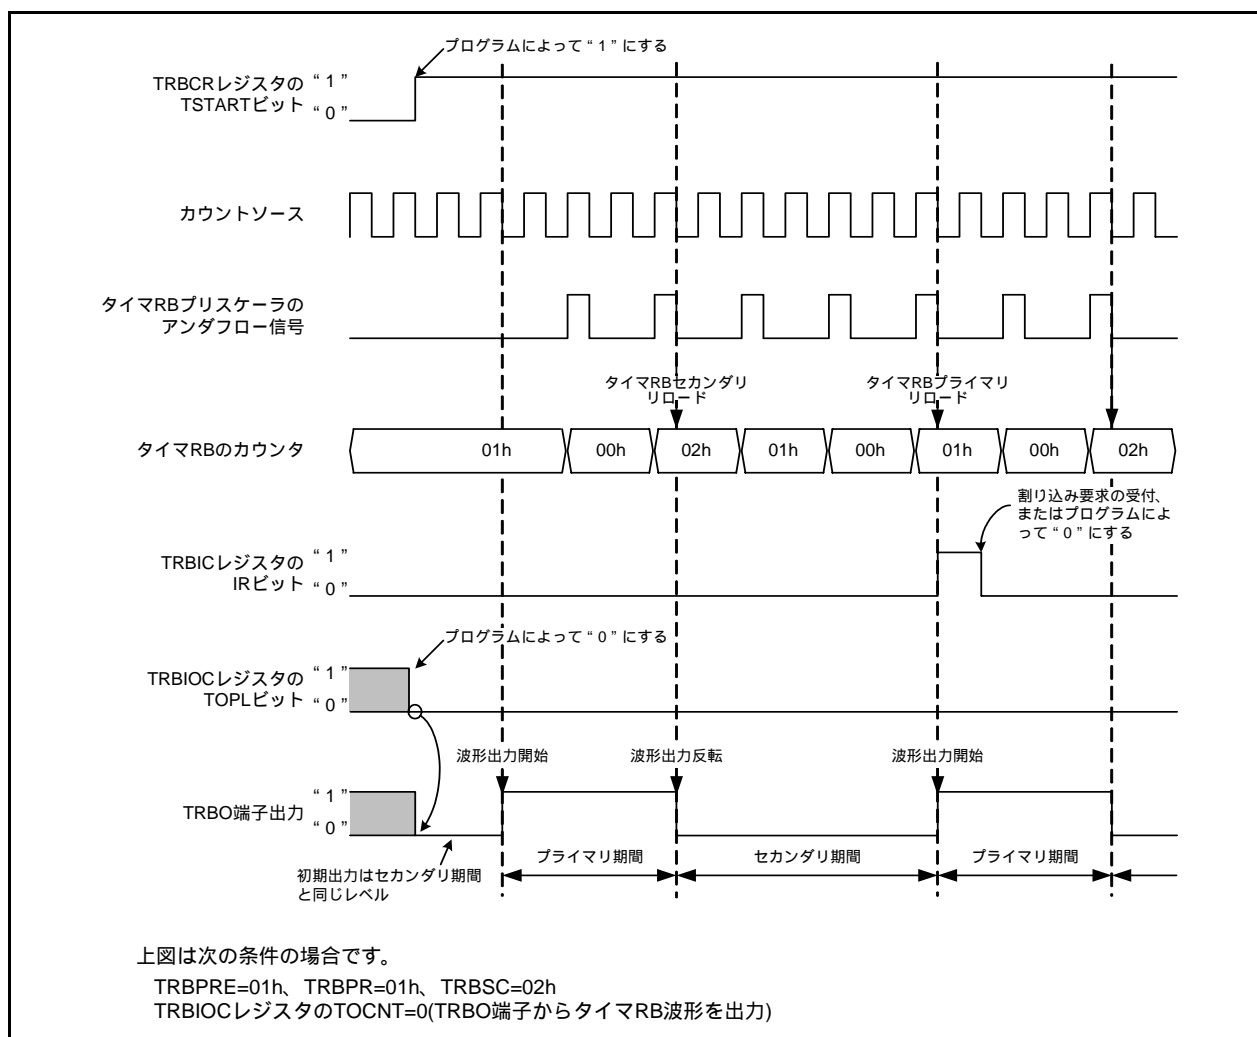 プログラムによって“1”にする
TRBCRレジスタの
TSTARTビット
“1”
“0”
カウントソース
タイマRBプリスケーラの
アンダフロー信号
タイマRBセカンダリ
リロード
タイマRBプライマリ
リロード
タイマRBのカウンタ
01h
00h
02h
01h
00h
01h
00h
02h
割り込み要求の受付、
またはプログラムによ
って“0”にする
TRBICレジスタの
IRビット
“1”
“0”
プログラムによって“0”にする
TRBIOCレジスタの
TOPLビット
“1”
“0”
波形出力開始
波形出力反転
波形出力開始
TRBO端子出力
“1”
“0”
プライマリ期間
セカンダリ期間
プライマリ期間
初期出力はセカンダリ期間
と同じレベル
上図は次の条件の場合です。
TRBPRE=01h、TRBPR=01h、TRBSC=02h
TRBIOCレジスタのTOCNT=0(TRBO端子からタイマRB波形を出力)